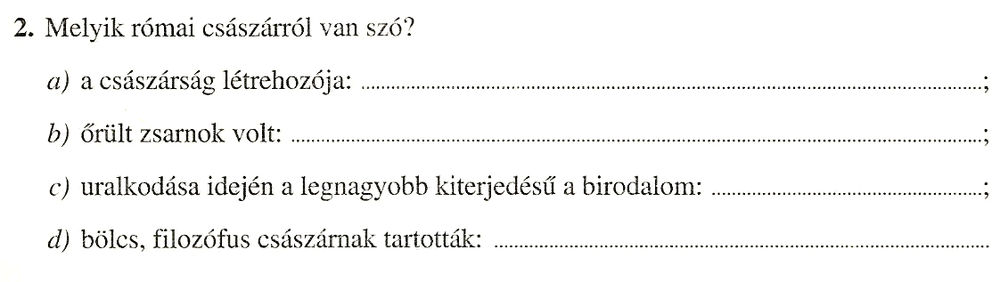 2. Melyik római császárról van szó?
a) a császárság létrehozója: ................................................................;
b) őrült zsarnok volt: ................................................................;
c) uralkodása idején a legnagyobb kiterjedésű a birodalom: ................................;
d) bölcs, filozófus császárnak tartották: ................................................................